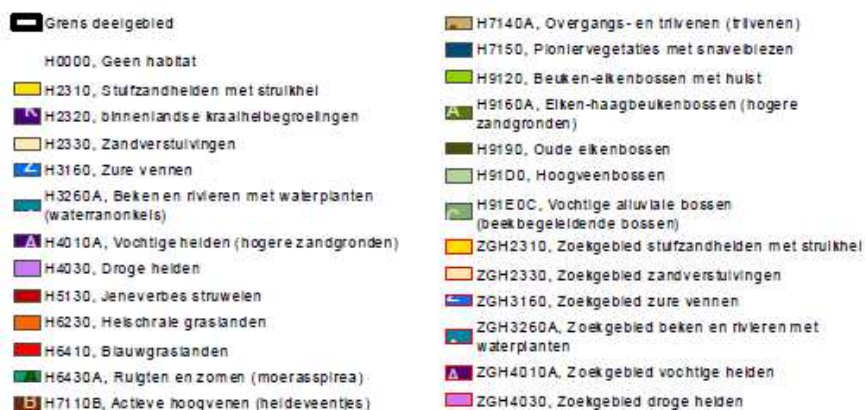 Grens deelgebied
H0000, Geen habitat
H2310, Stuifzandheiden met struikhei
H2320, binnenlandse kraaiheibegroeiingen
H2330, Zandverstuivingen
H3160, Zure vennen
H3260A, Beken en rivieren met waterplanten
(waterranonkels)
H4010A, Vochtige heiden (hogere zandgronden)
H4030, Droge heiden
H5130, Jeneverbes struwelen
H6230, Heischrale graslanden
H6410, Blauwgraslanden
H6430A, Ruigten en zomen (moerasspirea)
H7110B, Actieve hoogvenen (heideveentjes)
H7140A, Overgangs- en trilvenen (trilvenen)
H7150, Pioniervegetaties met snavelbiezen
H9120, Beuken-eikenbossen met hulst
H9160A, Eiken-haagbeukenbossen (hogere
zandgronden)
H9190, Oude eikenbossen
H91D0, Hoogveenbossen
H91E0C, Vochtige alluviale bossen
(beekbegeleidende bossen)
ZGH2310, Zoekgebied stuifzandheiden met struikhei
ZGH2330, Zoekgebied zandverstuivingen
ZGH3160, Zoekgebied zure vennen
ZGH3260A, Zoekgebied beken en rivieren met
waterplanten
ZGH4010A, Zoekgebied vochtige heiden
ZGH4030, Zoekgebied droge heiden